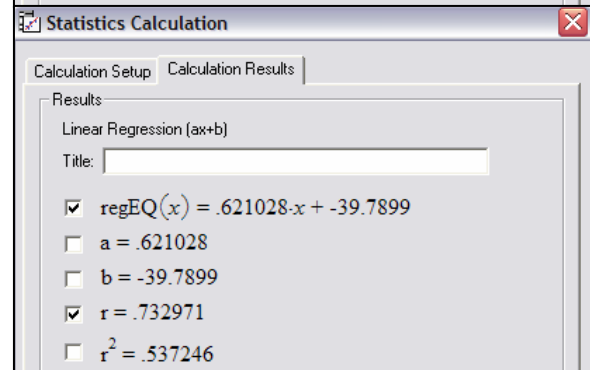 Statistics Calculation
Calculation Setup Calculation Results
Results
Linear Regression (ax+b)
Title:
regEQ(x) = .621028·x + -39.7899
a = .621028
b = -39.7899
r = .732971
r² = .537246